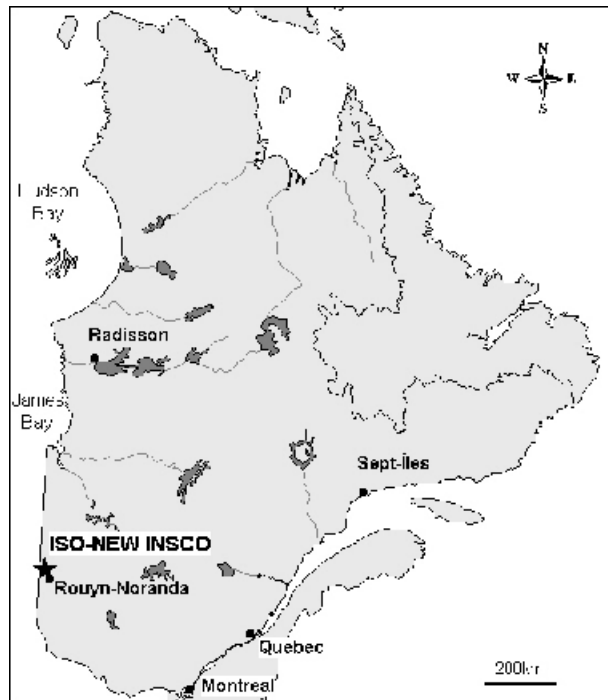 N
W E
S
Hudson
Bay
Radisson
James
Bay
Sept-Îles
ISO-NEW INSCO
Rouyn-Noranda
Quebec
Montreal
200km